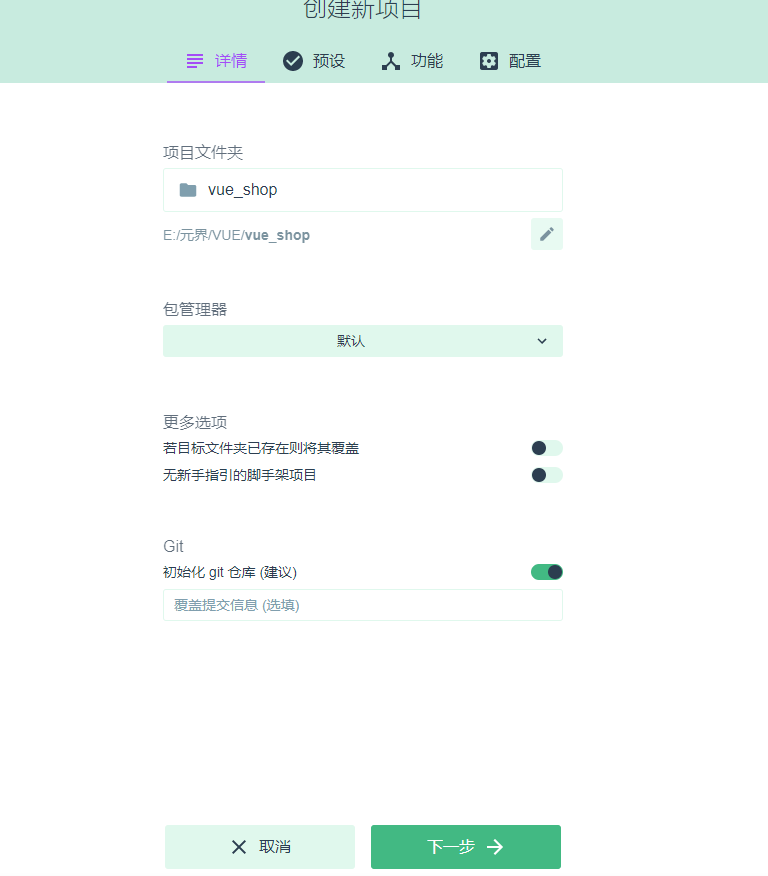 创建新项目
详情 预设 功能 配置
项目文件夹
vue_shop
E:/元界/VUE/vue_shop
包管理器
默认
更多选项
若目标文件夹已存在则将其覆盖
无新手指引的脚手架项目
Git
初始化 git 仓库 (建议)
覆盖提交信息 (选填)
取消 下一步